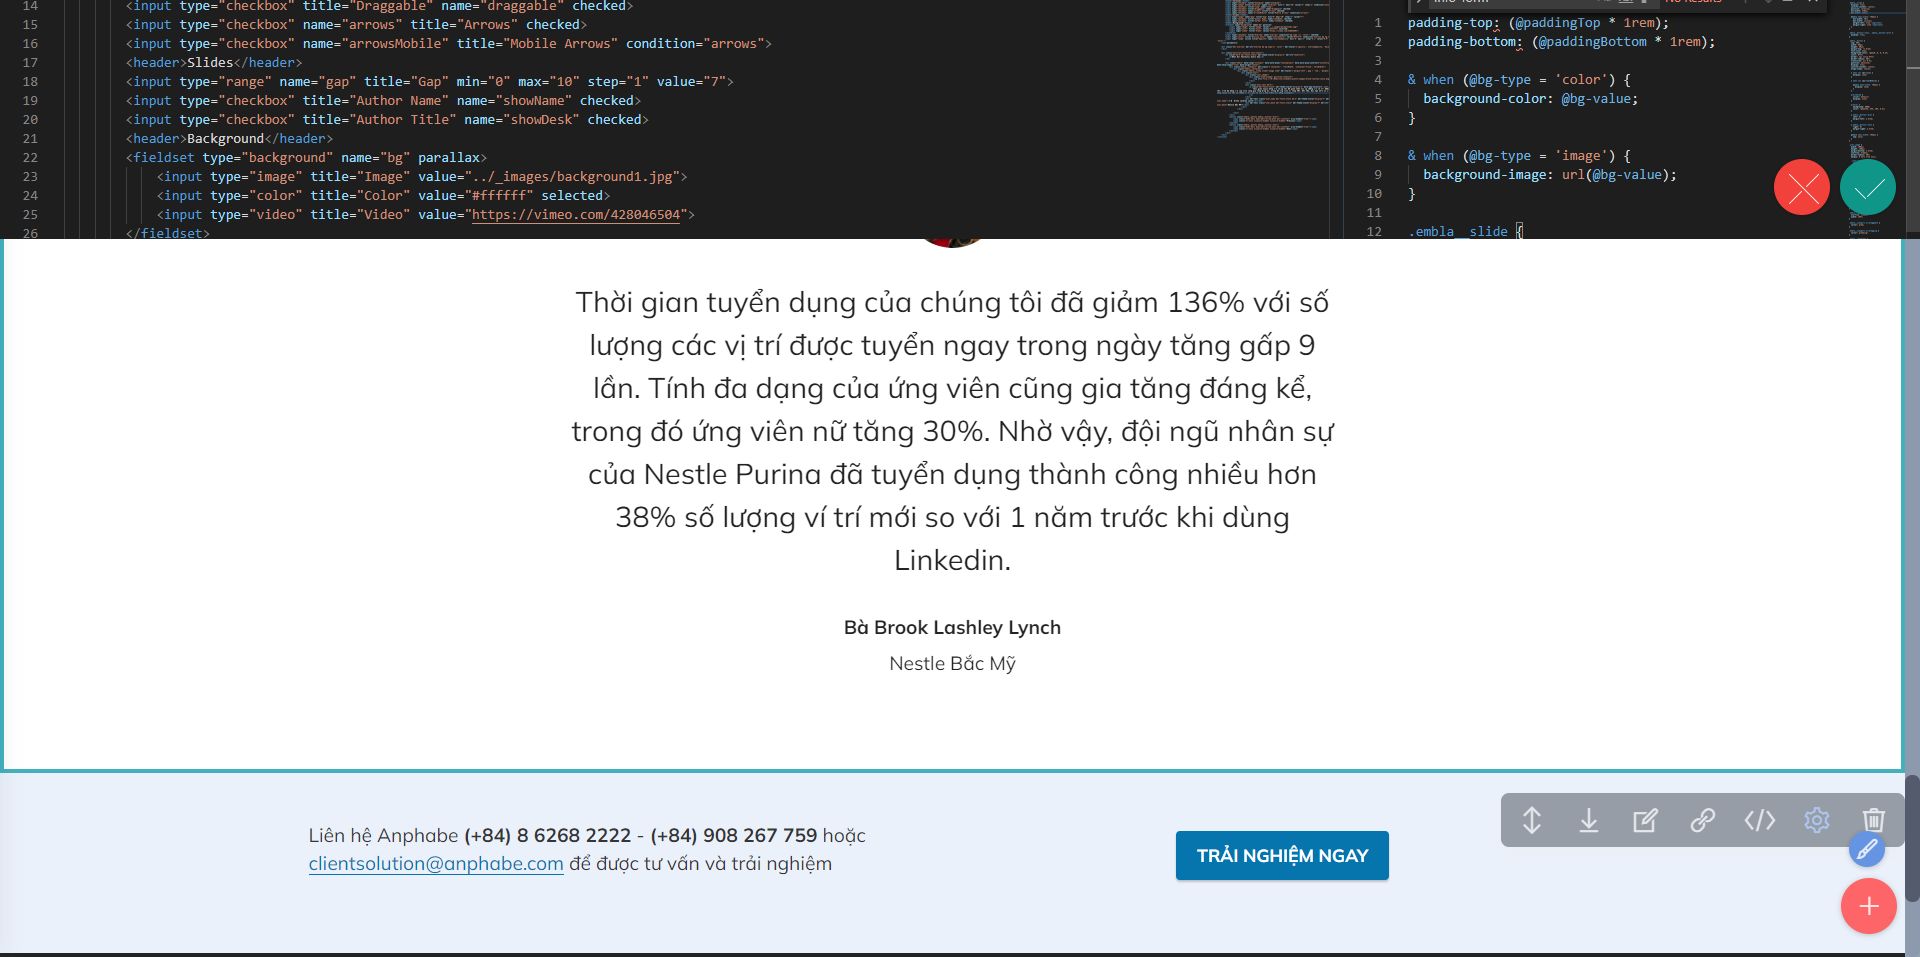 14 <input type="checkbox" title="Draggable" name="draggable" checked>
15 <input type="checkbox" name="arrows" title="Arrows" checked>
16 <input type="checkbox" name="arrowsMobile" title="Mobile Arrows" condition="arrows">
17 <header>Slides</header>
18 <input type="range" name="gap" title="Gap" min="0" max="10" step="1" value="7">
19 <input type="checkbox" title="Author Name" name="showName" checked>
20 <input type="checkbox" title="Author Title" name="showDesk" checked>
21 <header>Background</header>
22 <fieldset type="background" name="bg" parallax>
23 <input type="image" title="Image" value="../_images/background1.jpg">
24 <input type="color" title="Color" value="#ffffff" selected>
25 <input type="video" title="Video" value="https://vimeo.com/428046504">
26 </fieldset>
1 padding-top: (@paddingTop * 1rem);
2 padding-bottom: (@paddingBottom * 1rem);
3
4 & when (@bg-type = 'color') {
5 background-color: @bg-value;
6 }
7
8 & when (@bg-type = 'image') {
9 background-image: url(@bg-value);
10 }
11
12 .embla__slide {
Thời gian tuyển dụng của chúng tôi đã giảm 136% với số
lượng các vị trí được tuyển ngay trong ngày tăng gấp 9
lần. Tính đa dạng của ứng viên cũng gia tăng đáng kể,
trong đó ứng viên nữ tăng 30%. Nhờ vậy, đội ngũ nhân sự
của Nestle Purina đã tuyển dụng thành công nhiều hơn
38% số lượng ví trí mới so với 1 năm trước khi dùng
Linkedin.
Bà Brook Lashley Lynch
Nestle Bắc Mỹ
Liên hệ Anphabe (+84) 8 6268 2222 - (+84) 908 267 759 hoặc
clientsolution@anphabe.com để được tư vấn và trải nghiệm
TRẢI NGHIỆM NGAY